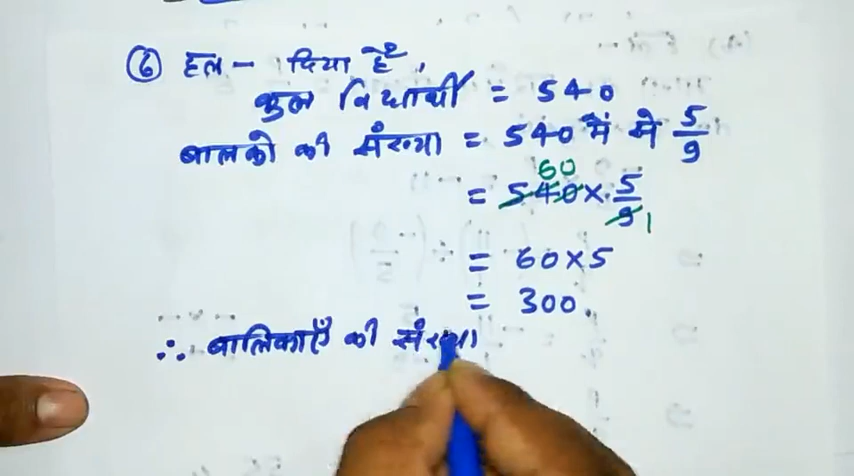 ⑥ हल - दिया है,
कुल विद्यार्थी = 540
बालको की संख्या = 540 में मे 5/9
= 540 × 5/9 60 1
= 60×5
= 300.
∴ बालिकाएँ की संख्या